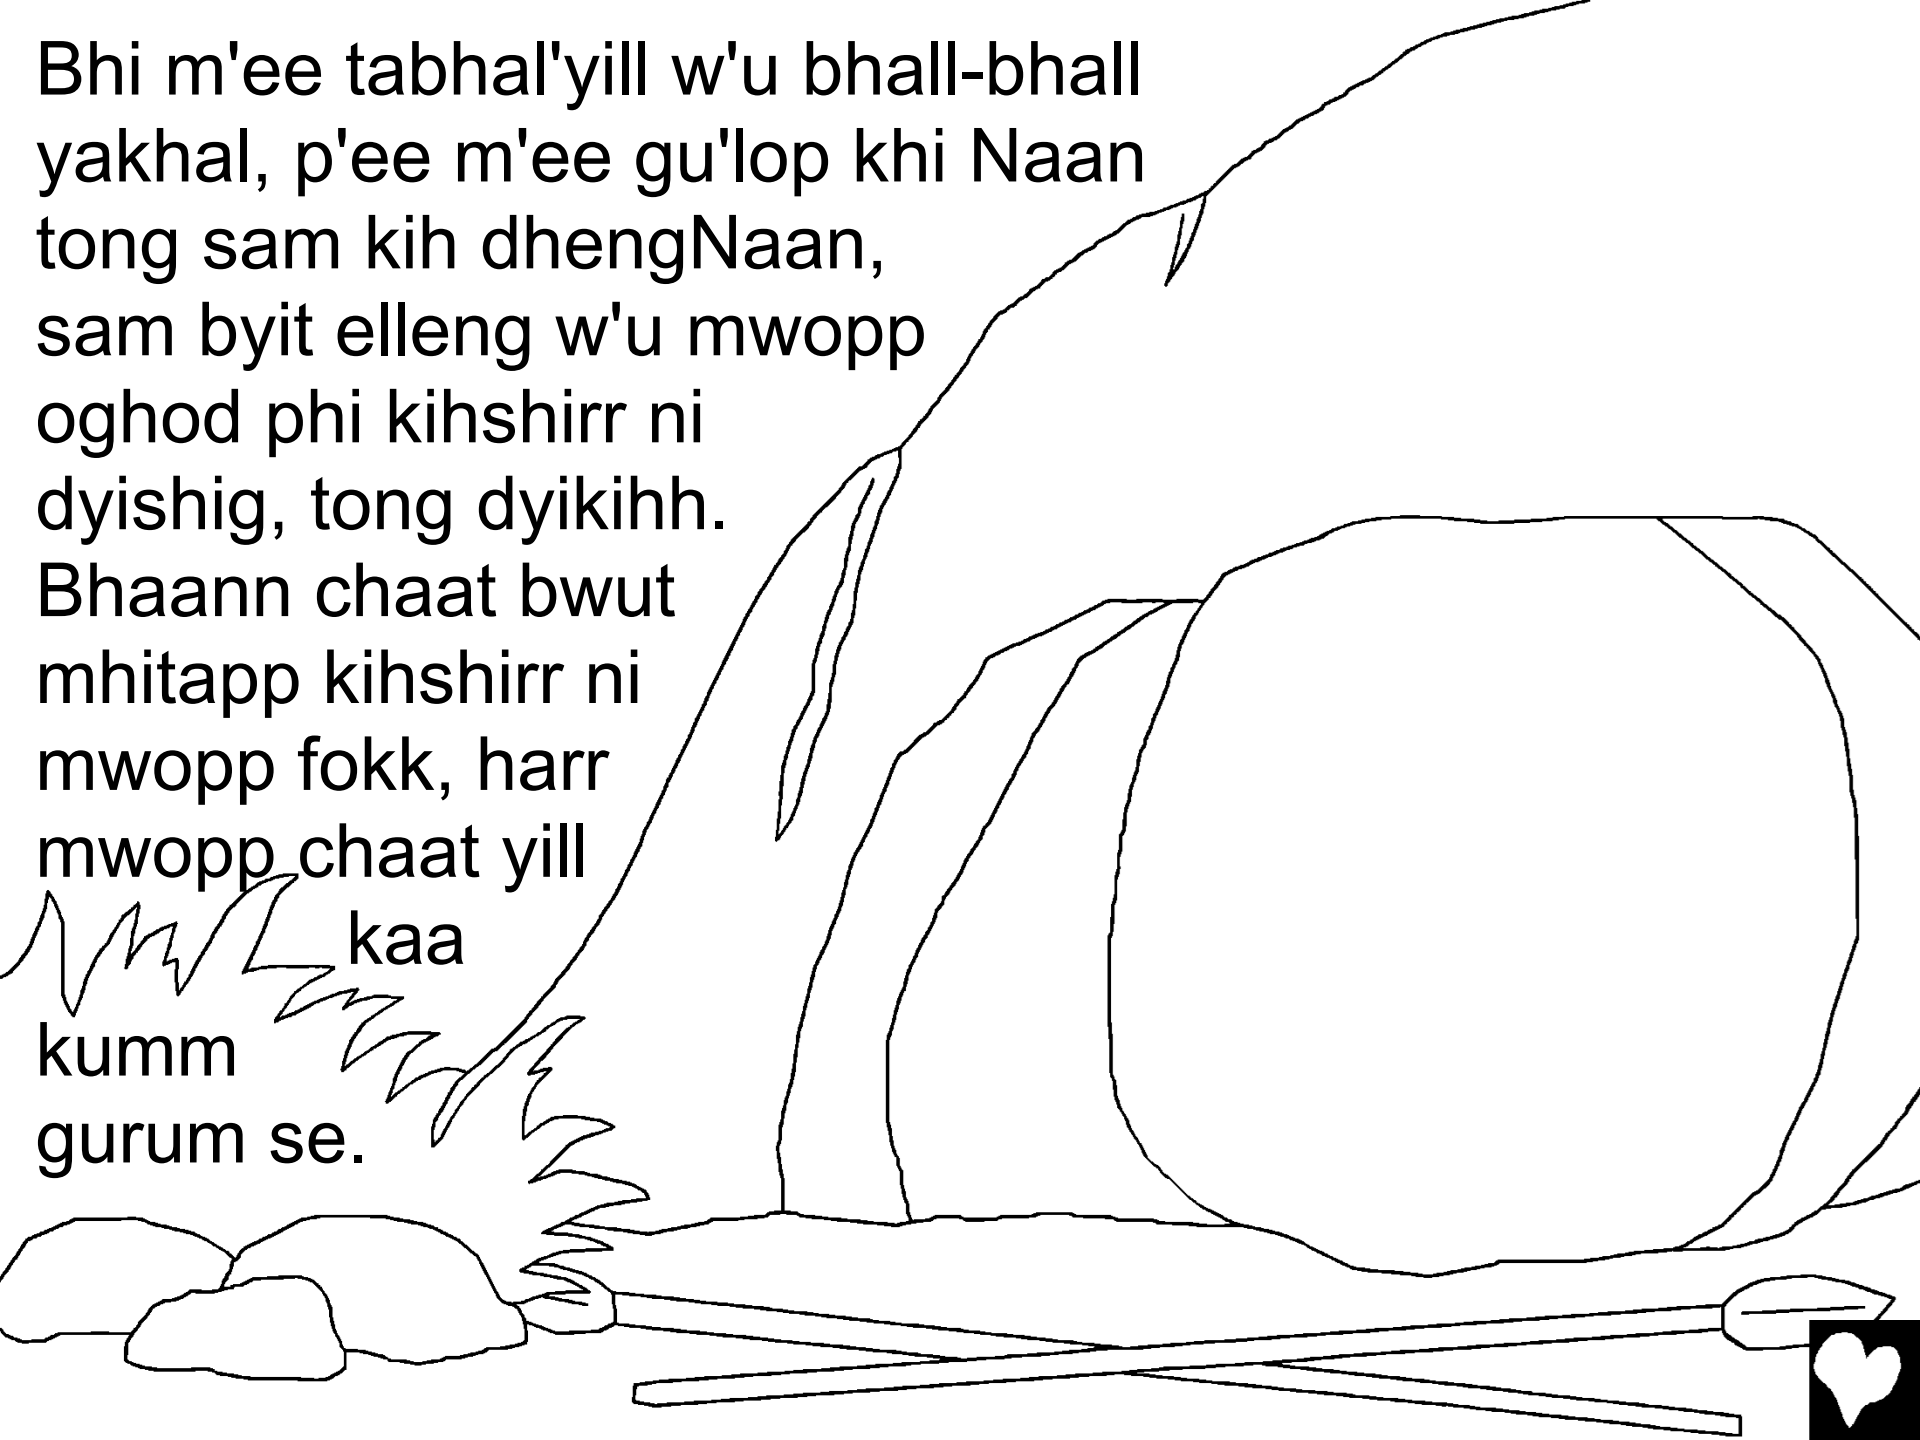 Bhi m'ee tabhal'yill w'u bhall-bhall
yakhal, p'ee m'ee gu'lop khi Naan
tong sam kih dhengNaan,
sam byit elleng w'u mwopp
oghod phi kihshirr ni
dyishig, tong dyikihh.
Bhaann chaat bwut
mhitapp kihshirr ni
mwopp fokk, harr
mwopp chaat yill
kaa
kumm
gurum se.